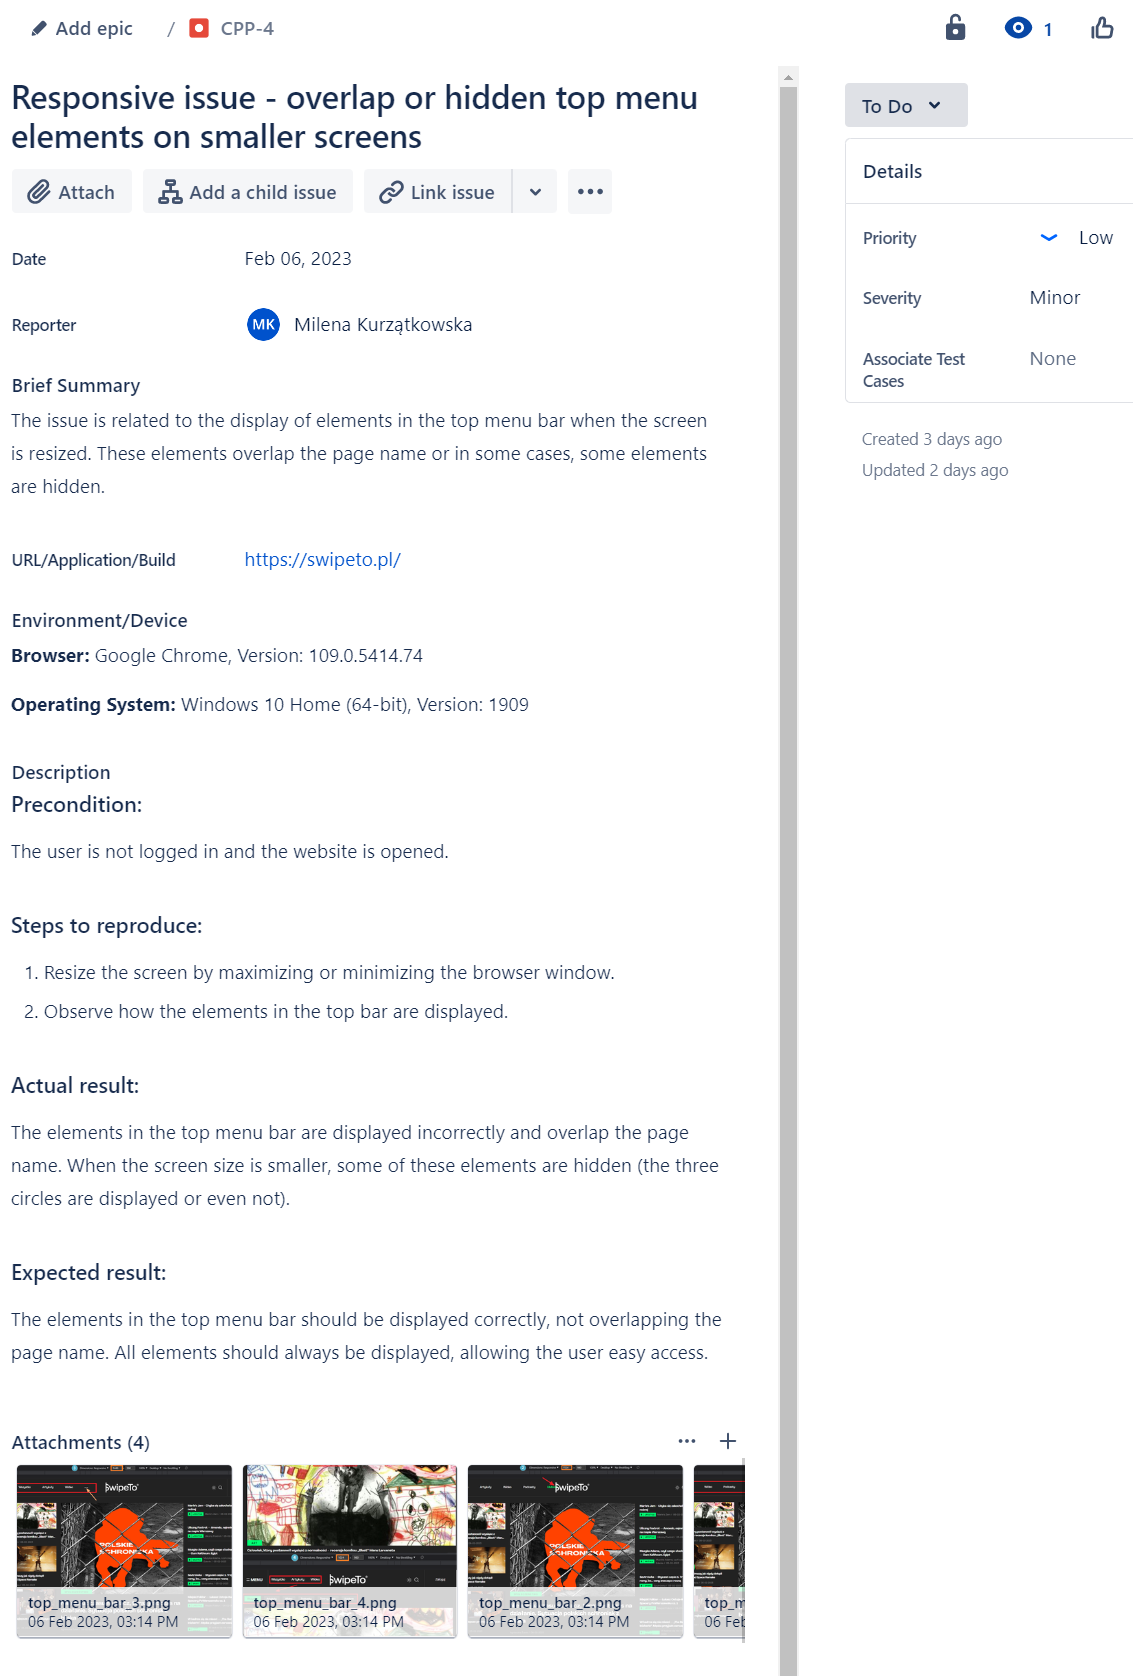 Add epic / CPP-4
1
Responsive issue - overlap or hidden top menu
elements on smaller screens
Attach
Add a child issue
Link issue
Date Feb 06, 2023
Reporter MK Milena Kurzątkowska
Brief Summary
The issue is related to the display of elements in the top menu bar when the screen
is resized. These elements overlap the page name or in some cases, some elements
are hidden.
URL/Application/Build https://swipeto.pl/
Environment/Device
Browser: Google Chrome, Version: 109.0.5414.74
Operating System: Windows 10 Home (64-bit), Version: 1909
Description
Precondition:
The user is not logged in and the website is opened.
Steps to reproduce:
1. Resize the screen by maximizing or minimizing the browser window.
2. Observe how the elements in the top bar are displayed.
Actual result:
The elements in the top menu bar are displayed incorrectly and overlap the page
name. When the screen size is smaller, some of these elements are hidden (the three
circles are displayed or even not).
Expected result:
The elements in the top menu bar should be displayed correctly, not overlapping the
page name. All elements should always be displayed, allowing the user easy access.
Attachments (4)
SwipeTo
POLSKIE
SCHRONISKA
top_menu_bar_3.png
06 Feb 2023, 03:14 PM
MENU
SwipeTo
top_menu_bar_4.png
06 Feb 2023, 03:14 PM
SwipeTo
POLSKIE
SCHRONISKA
top_menu_bar_2.png
06 Feb 2023, 03:14 PM
top_m
06 Feb
To Do
Details
Priority Low
Severity Minor
Associate Test
Cases
None
Created 3 days ago
Updated 2 days ago